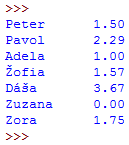 >>>
Peter 1.50
Pavol 2.29
Adela 1.00
Žofia 1.57
Dáša 3.67
Zuzana 0.00
Zora 1.75
>>>